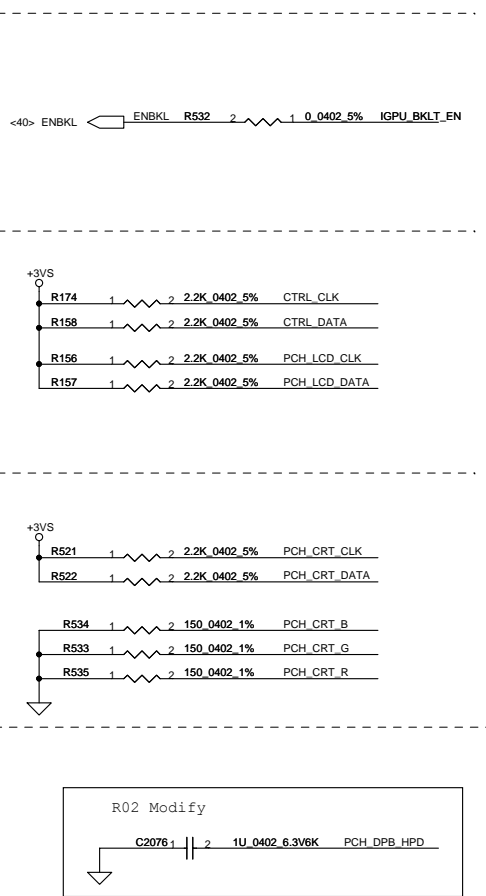 <40> ENBKL ENBKL R532 2 1 0_0402_5% IGPU_BKLT_EN
+3VS
R174 1 2 2.2K_0402_5% CTRL_CLK
R158 1 2 2.2K_0402_5% CTRL_DATA
R156 1 2 2.2K_0402_5% PCH_LCD_CLK
R157 1 2 2.2K_0402_5% PCH_LCD_DATA
+3VS
R521 1 2 2.2K_0402_5% PCH_CRT_CLK
R522 1 2 2.2K_0402_5% PCH_CRT_DATA
R534 1 2 150_0402_1% PCH_CRT_B
R533 1 2 150_0402_1% PCH_CRT_G
R535 1 2 150_0402_1% PCH_CRT_R
R02 Modify
C2076 1 2 1U_0402_6.3V6K PCH_DPB_HPD